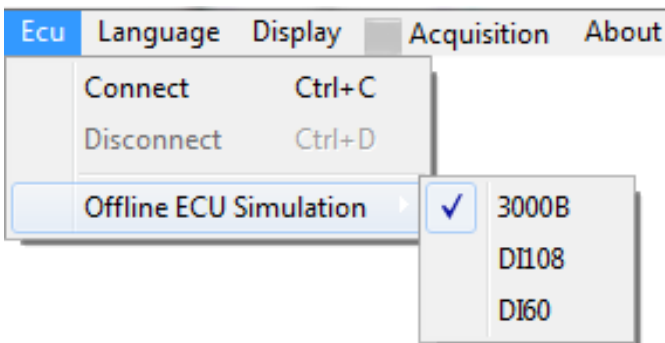 Ecu Language Display Acquisition About
Connect Ctrl+C
Disconnect Ctrl+D
Offline ECU Simulation
3000B
DI108
DI60